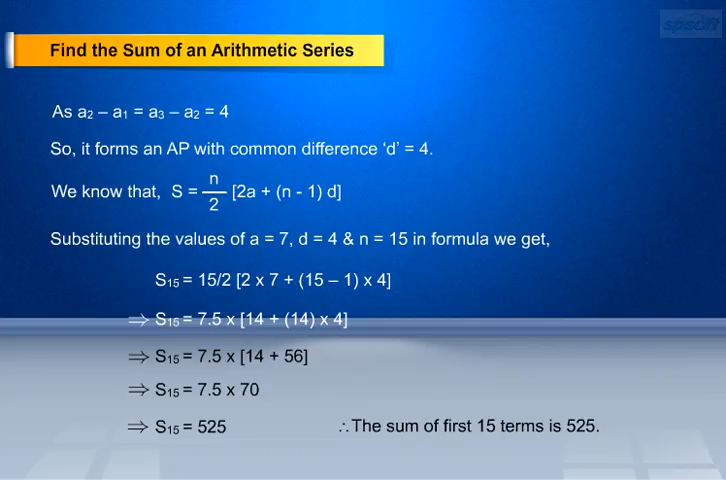 spsoft
Find the Sum of an Arithmetic Series
As a₂ – a₁ = a₃ – a₂ = 4
So, it forms an AP with common difference ‘d’ = 4.
We know that, S = n/2 [2a + (n - 1) d]
Substituting the values of a = 7, d = 4 & n = 15 in formula we get,
S₁₅ = 15/2 [2 x 7 + (15 – 1) x 4]
⇒ S₁₅ = 7.5 x [14 + (14) x 4]
⇒ S₁₅ = 7.5 x [14 + 56]
⇒ S₁₅ = 7.5 x 70
⇒ S₁₅ = 525 ∴The sum of first 15 terms is 525.